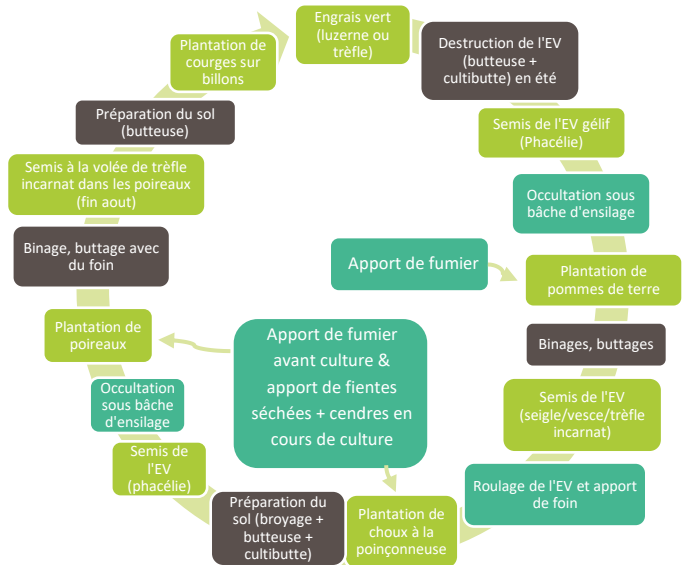 Engrais vert
(luzerne ou
trèfle)
Destruction de l'EV
(butteuse +
cultibutte) en été
Semis de l'EV gélif
(Phacélie)
Occultation sous
bâche d'ensilage
Apport de fumier
Plantation de
pommes de terre
Binages, buttages
Semis de l'EV
(seigle/vesce/trèfle
incarnat)
Roulage de l'EV et apport
de foin
Plantation de
choux à la
poinçonneuse
Apport de fumier
avant culture &
apport de fientes
séchées + cendres en
cours de culture
Préparation du
sol (broyage +
butteuse +
cultibutte)
Semis de
l'EV
(phacélie)
Occultation
sous bâche
d'ensilage
Plantation de
poireaux
Binage, buttage avec
du foin
Semis à la volée de trèfle
incarnat dans les poireaux
(fin aout)
Préparation du sol
(butteuse)
Plantation de
courges sur
billons